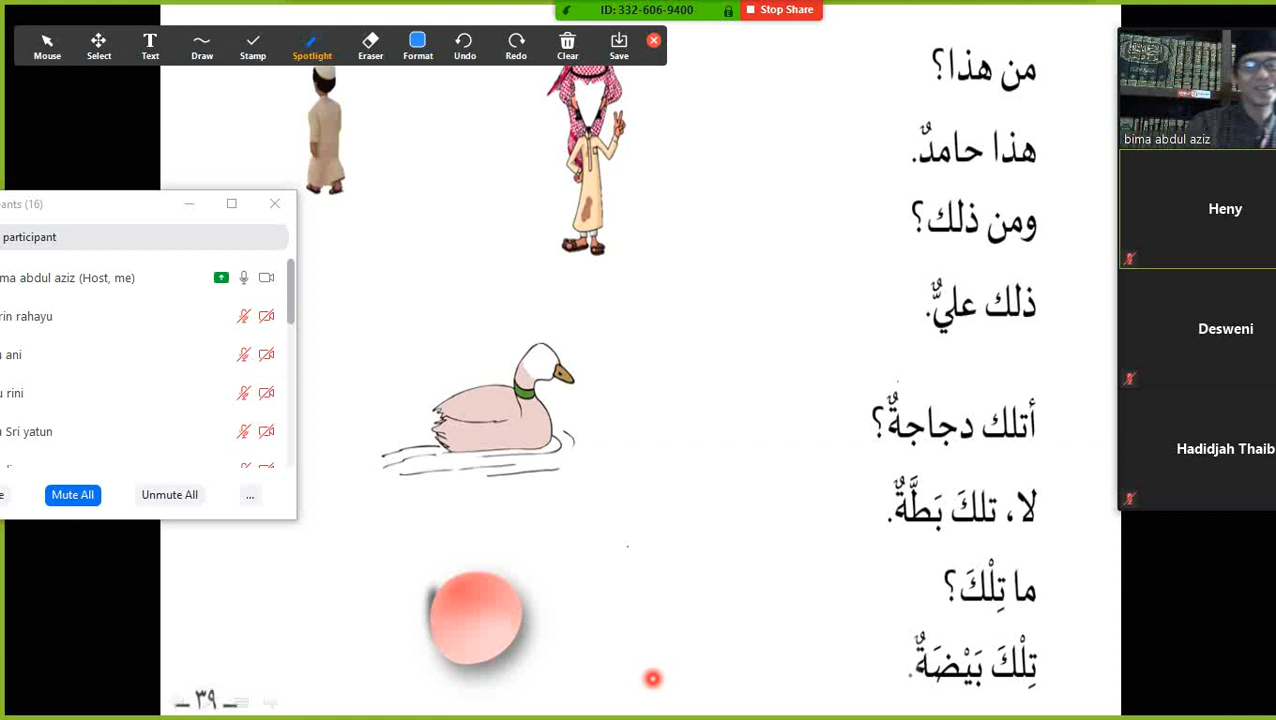 ID: 332-606-9400
Stop Share
Mouse
Select
Text
Draw
Stamp
Spotlight
Eraser
Format
Undo
Redo
Clear
Save
من هذا؟
هذا حامدٌ.
ومن ذلك؟
ذلك عليٌّ.
أتلك دجاجةٌ؟
لا، تلكَ بَطَّةٌ.
ما تِلْكَ؟
تِلْكَ بَيْضَةٌ.
– ٣٩ –
ants (16)
participant
ma abdul aziz (Host, me)
rin rahayu
u ani
u rini
u Sri yatun
e
Mute All
Unmute All
...
bima abdul aziz
Heny
Desweni
Hadidjah Thaib